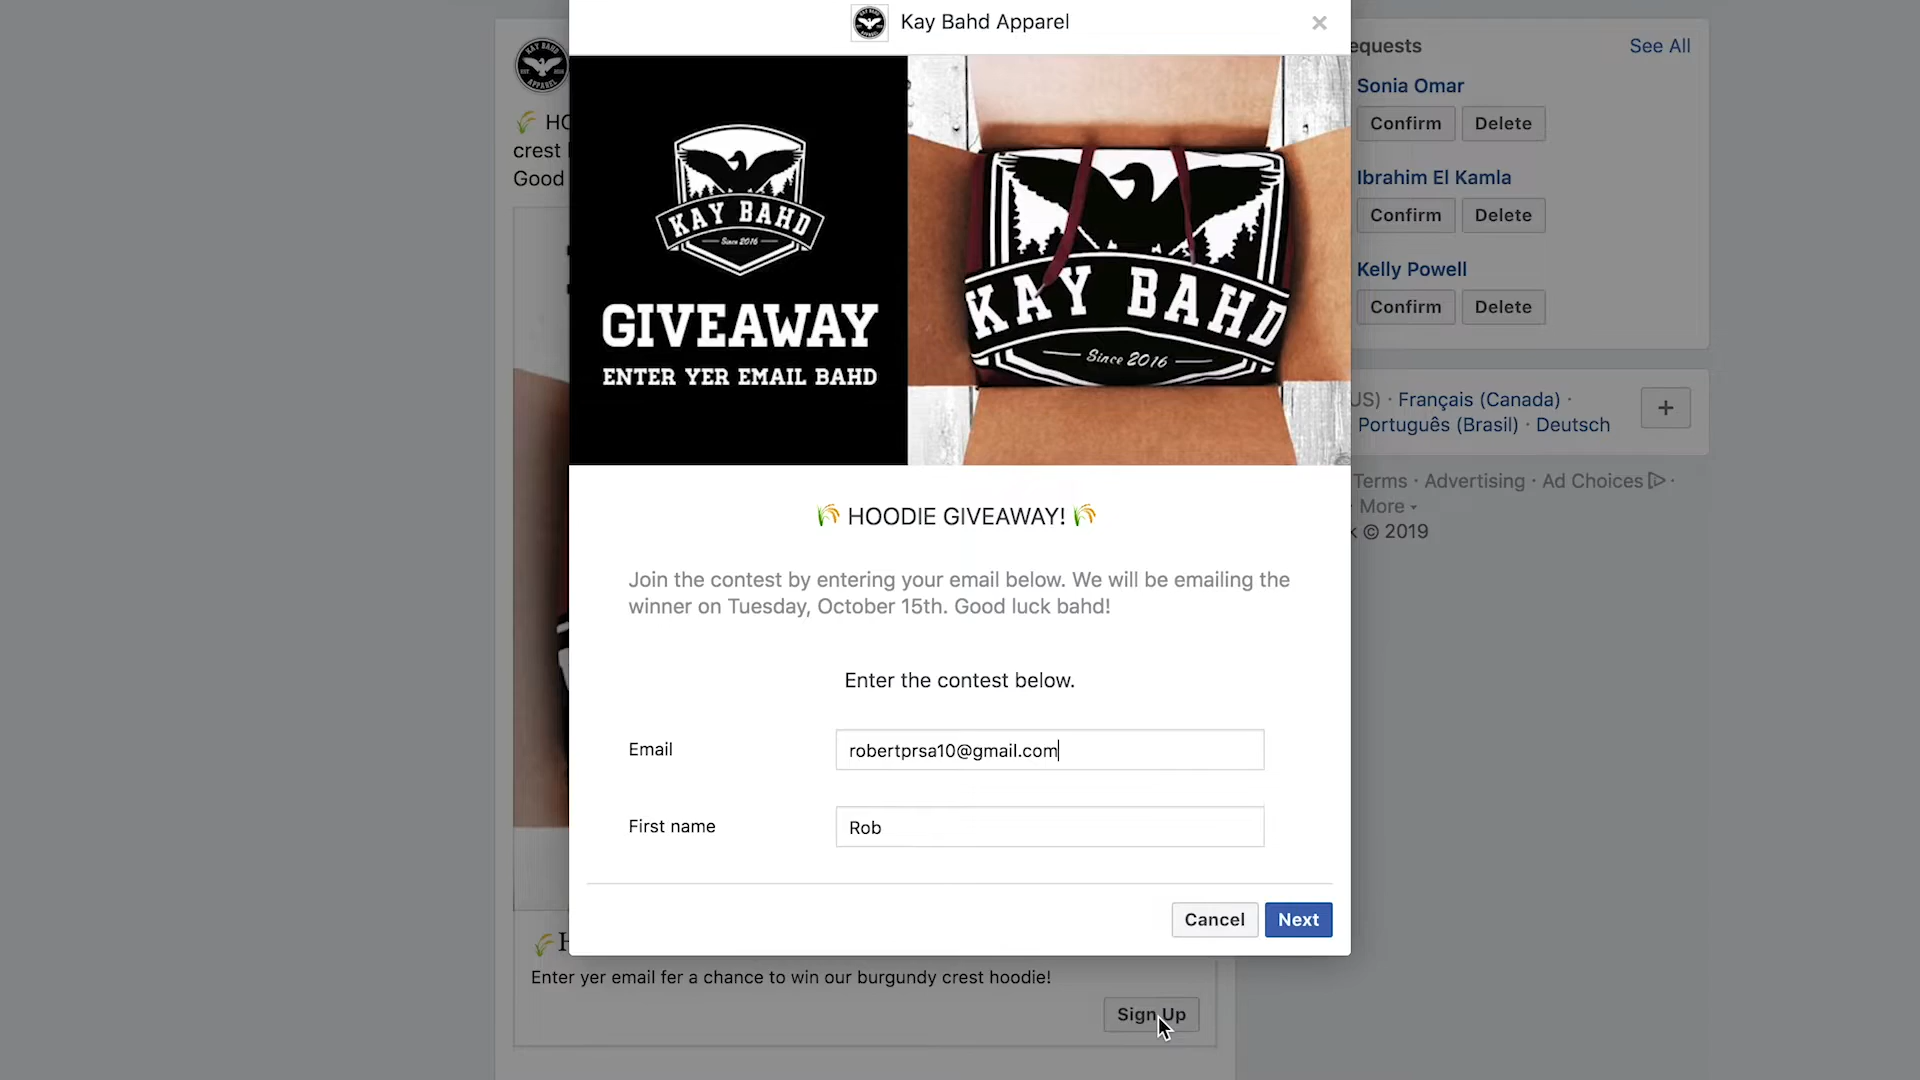 Kay Bahd Apparel
×
KAY BAHD
APPAREL
HO
crest
Good
KAY BAHD
Since 2016
GIVEAWAY
ENTER YER EMAIL BAHD
KAY BAHD
Since 2016
🌾 HOODIE GIVEAWAY! 🌾
Join the contest by entering your email below. We will be emailing the
winner on Tuesday, October 15th. Good luck bahd!
Enter the contest below.
Email
robertprsa10@gmail.com
First name
Rob
Cancel
Next
H
Enter yer email fer a chance to win our burgundy crest hoodie!
Sign Up
equests
See All
Sonia Omar
Confirm
Delete
Ibrahim El Kamla
Confirm
Delete
Kelly Powell
Confirm
Delete
US) · Français (Canada) ·
Português (Brasil) · Deutsch
+
Terms · Advertising · Ad Choices ·
· More
k © 2019